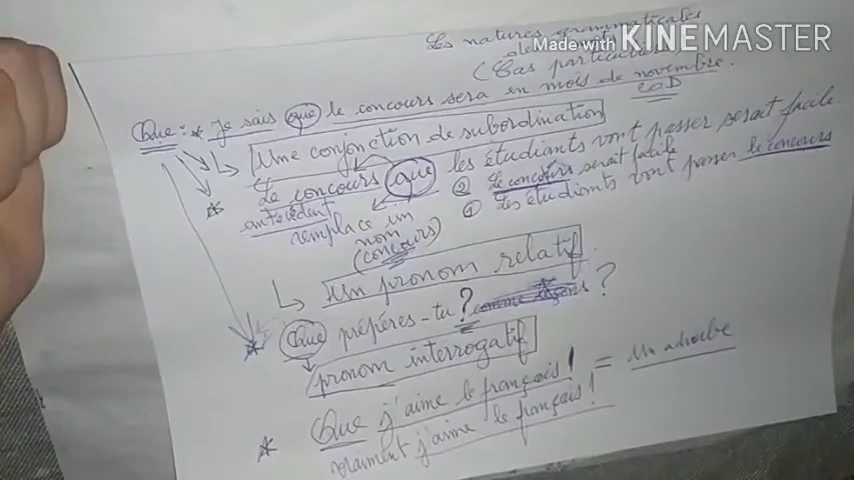 Les natures grammaticales
Made with KINEMASTER
(Cas particuliers
Que : * Je sais que le concours sera en mois de novembre.
COD
Une conjonction de subordination
* Le concours que les étudiants vont passer serait facile.
antécédent
remplace un
nom
(concours)
② Le concours serait facile
① Les étudiants vont passer le concours
Un pronom relatif
* Que prépères-tu ? ?
pronom interrogatif
* Que j'aime le français ! = Un adverbe
vraiment j'aime le français !